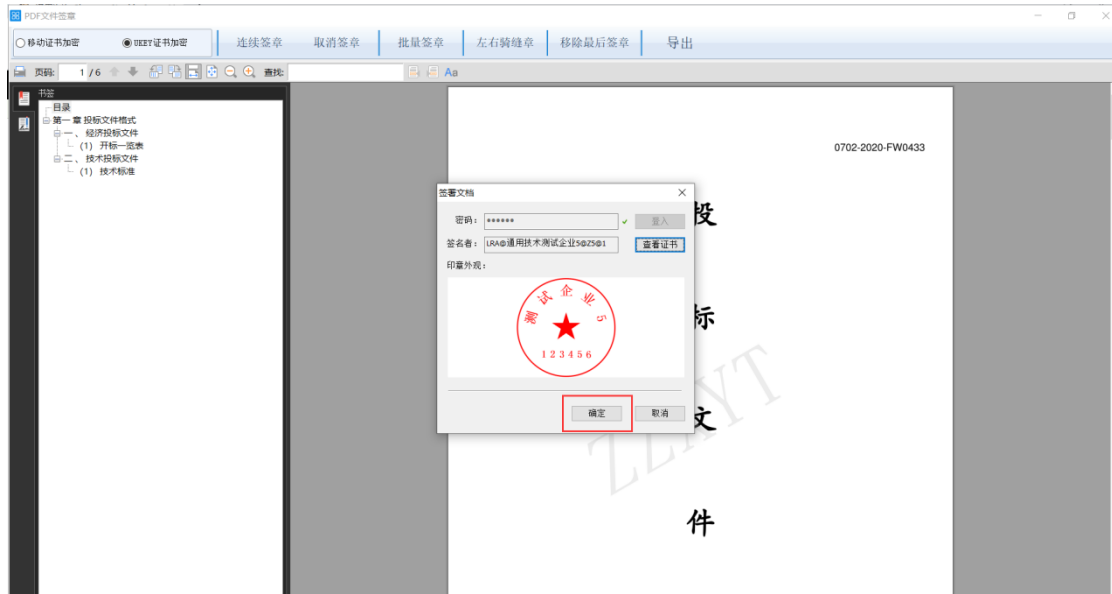 PDF文件签章
移动证书加密 UKEY证书加密 连续签章 取消签章 批量签章 左右骑缝章 移除最后签章 导出
页码: 1 / 6 查找: Aa
书签
目录
第一章 投标文件格式
一、 经济投标文件
(1) 开标一览表
二、 技术投标文件
(1) 技术标准
0702-2020-FW0433
投
标
文
件
ZZXYT
签署文档
密码: ****** 登入
签名者: LRA@通用技术测试企业5@Z5@1 查看证书
印章外观:
测试企业5
123456
确定 取消